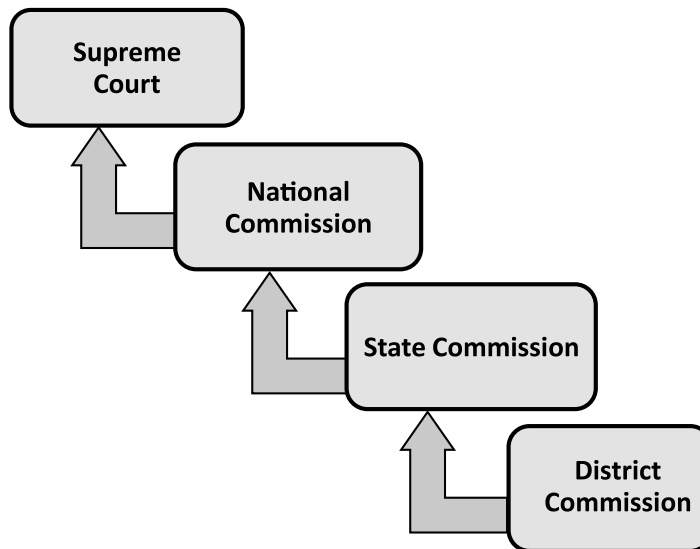 Supreme
Court
National
Commission
State Commission
District
Commission